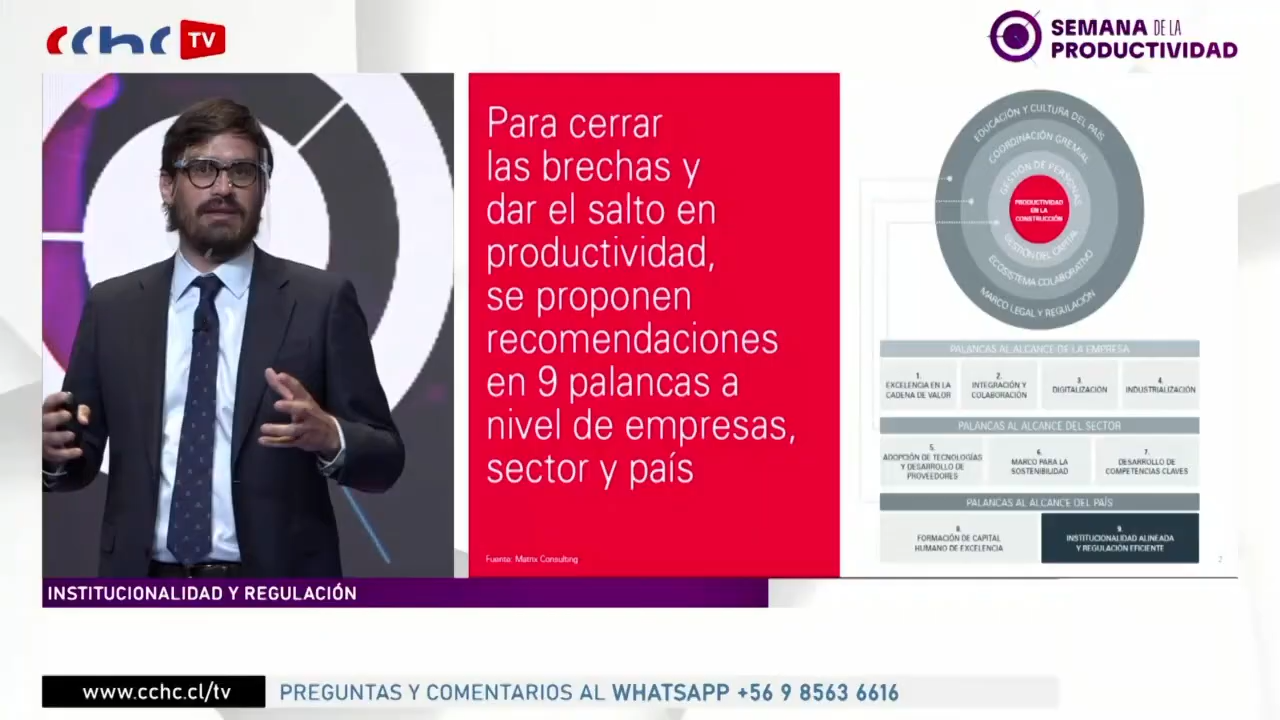 cchc TV
SEMANA DE LA
PRODUCTIVIDAD
Para cerrar
las brechas y
dar el salto en
productividad,
se proponen
recomendaciones
en 9 palancas a
nivel de empresas,
sector y país
Fuente: Matrix Consulting
EDUCACIÓN Y CULTURA DEL PAÍS
COORDINACIÓN GREMIAL
GESTIÓN DE PERSONAS
PRODUCTIVIDAD
EN LA
CONSTRUCCIÓN
GESTIÓN DEL CAPITAL
ECOSISTEMA COLABORATIVO
MARCO LEGAL Y REGULACIÓN
PALANCAS AL ALCANCE DE LA EMPRESA
1.
EXCELENCIA EN LA
CADENA DE VALOR
2.
INTEGRACIÓN Y
COLABORACIÓN
3.
DIGITALIZACIÓN
4.
INDUSTRIALIZACIÓN
PALANCAS AL ALCANCE DEL SECTOR
5.
ADOPCIÓN DE TECNOLOGÍAS
Y DESARROLLO DE
PROVEEDORES
6.
MARCO PARA LA
SOSTENIBILIDAD
7.
DESARROLLO DE
COMPETENCIAS CLAVES
PALANCAS AL ALCANCE DEL PAÍS
8.
FORMACIÓN DE CAPITAL
HUMANO DE EXCELENCIA
9.
INSTITUCIONALIDAD ALINEADA
Y REGULACIÓN EFICIENTE
2
INSTITUCIONALIDAD Y REGULACIÓN
www.cchc.cl/tv
PREGUNTAS Y COMENTARIOS AL WHATSAPP +56 9 8563 6616